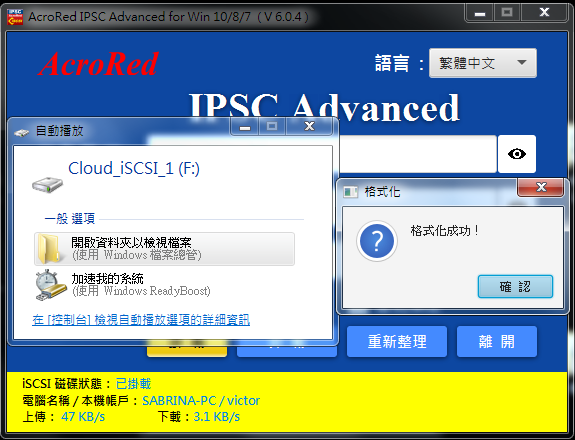 AcroRed IPSC Advanced for Win 10/8/7 ( V 6.0.4 )
AcroRed
語言：
繁體中文
IPSC Advanced
自動播放
Cloud_iSCSI_1 (F:)
一般 選項
開啟資料夾以檢視檔案
(使用 Windows 檔案總管)
加速我的系統
(使用 Windows ReadyBoost)
在 [控制台] 檢視自動播放選項的詳細資訊
格式化
格式化成功！
確 認
重新整理
離 開
iSCSI 磁碟狀態：已掛載
電腦名稱 / 本機帳戶：SABRINA-PC / victor
上傳： 47 KB/s 下載：3.1 KB/s